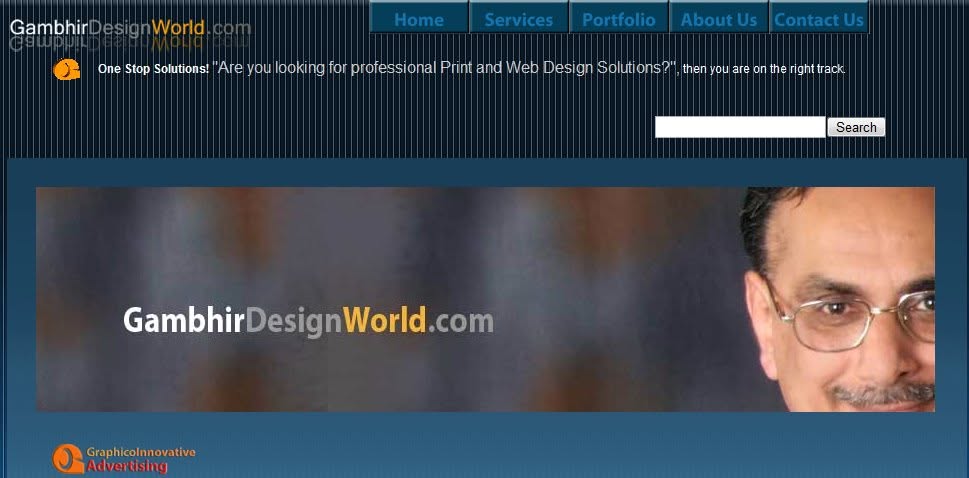 GambhirDesignWorld.com
Home Services Portfolio About Us Contact Us
One Stop Solutions! "Are you looking for professional Print and Web Design Solutions?", then you are on the right track.
Search
GambhirDesignWorld.com
GraphicoInnovative
Advertising